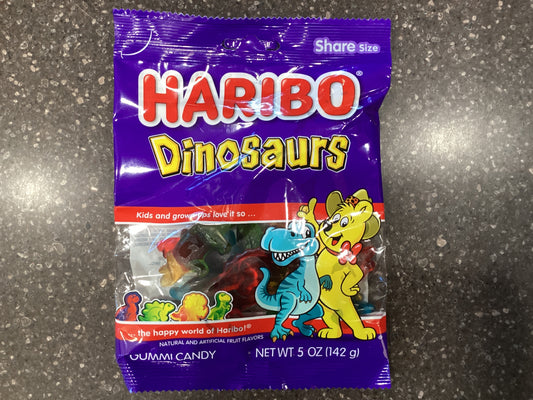 Share size
HARIBO®
Dinosaurs
Kids and grown-ups love it so ...
... the happy world of Haribo!®
NATURAL AND ARTIFICIAL FRUIT FLAVORS
GUMMI CANDY NET WT 5 OZ (142 g)